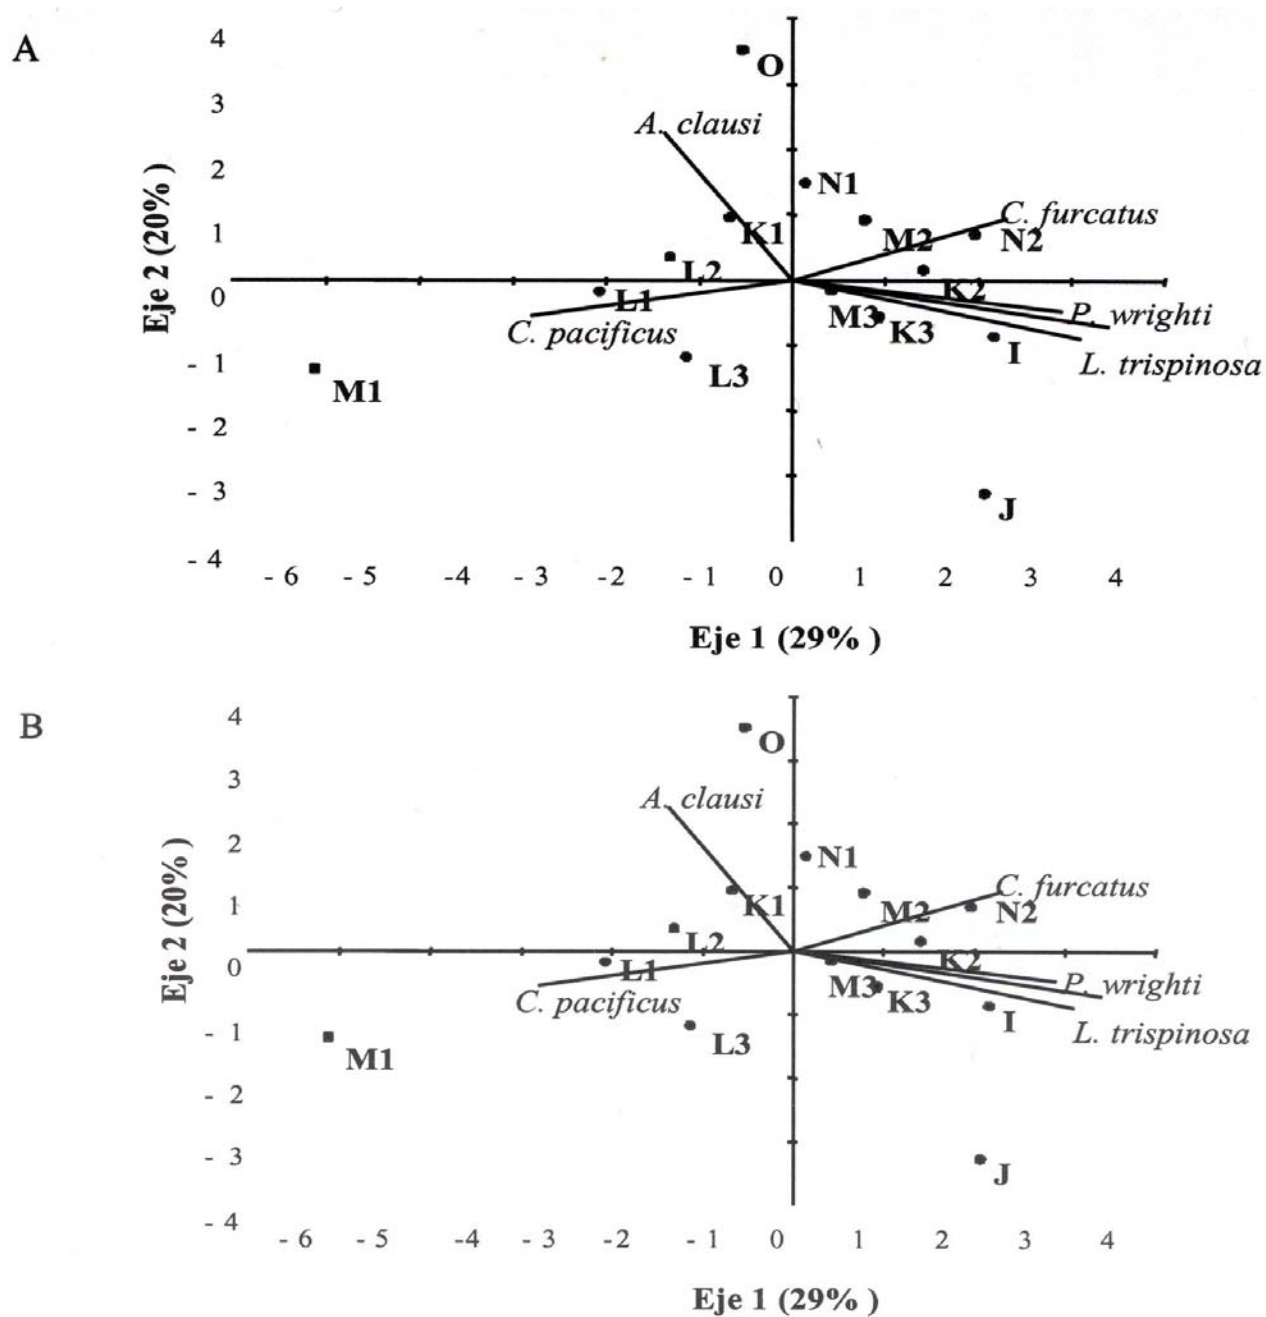 A
4
O
3
A. clausi
2
N1
C. furcatus
1
K1
M2
N2
L2
0
L1
K2
C. pacificus
M3
K3
P. wrighti
I
- 1
L3
L. trispinosa
M1
- 2
- 3
J
- 4
- 6 - 5 -4 - 3 -2 - 1 0 1 2 3 4
Eje 2 (20% )
Eje 1 (29% )
B
4
O
3
A. clausi
2
N1
C. furcatus
1
K1
M2
N2
L2
0
L1
K2
C. pacificus
M3
K3
P. wrighti
I
- 1
L3
L. trispinosa
M1
- 2
- 3
J
- 4
- 6 - 5 -4 - 3 -2 - 1 0 1 2 3 4
Eje 2 (20% )
Eje 1 (29% )